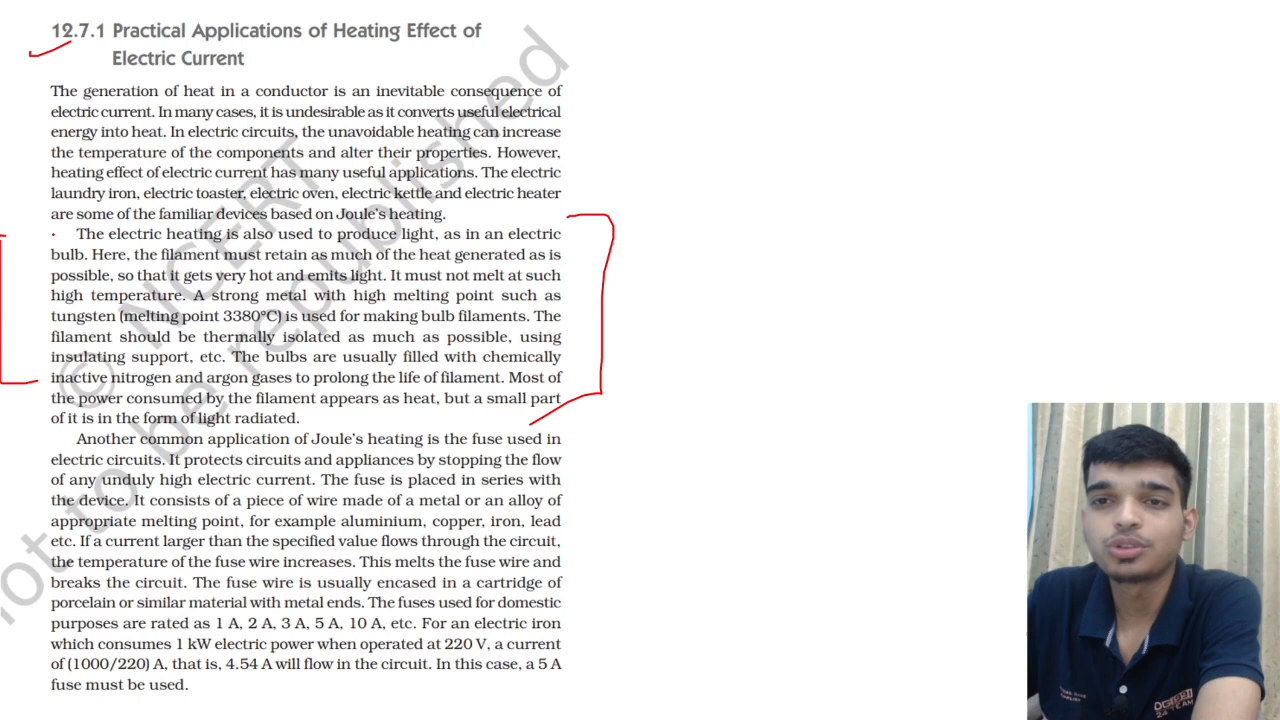 12.7.1 Practical Applications of Heating Effect of
Electric Current
The generation of heat in a conductor is an inevitable consequence of
electric current. In many cases, it is undesirable as it converts useful electrical
energy into heat. In electric circuits, the unavoidable heating can increase
the temperature of the components and alter their properties. However,
heating effect of electric current has many useful applications. The electric
laundry iron, electric toaster, electric oven, electric kettle and electric heater
are some of the familiar devices based on Joule's heating.
The electric heating is also used to produce light, as in an electric
bulb. Here, the filament must retain as much of the heat generated as is
possible, so that it gets very hot and emits light. It must not melt at such
high temperature. A strong metal with high melting point such as
tungsten (melting point 3380°C) is used for making bulb filaments. The
filament should be thermally isolated as much as possible, using
insulating support, etc. The bulbs are usually filled with chemically
inactive nitrogen and argon gases to prolong the life of filament. Most of
the power consumed by the filament appears as heat, but a small part
of it is in the form of light radiated.
Another common application of Joule's heating is the fuse used in
electric circuits. It protects circuits and appliances by stopping the flow
of any unduly high electric current. The fuse is placed in series with
the device. It consists of a piece of wire made of a metal or an alloy of
appropriate melting point, for example aluminium, copper, iron, lead
etc. If a current larger than the specified value flows through the circuit,
the temperature of the fuse wire increases. This melts the fuse wire and
breaks the circuit. The fuse wire is usually encased in a cartridge of
porcelain or similar material with metal ends. The fuses used for domestic
purposes are rated as 1 A, 2 A, 3 A, 5 A, 10 A, etc. For an electric iron
which consumes 1 kW electric power when operated at 220 V, a current
of (1000/220) A, that is, 4.54 A will flow in the circuit. In this case, a 5 A
fuse must be used.
© NCERT
not to be republished
TEAM